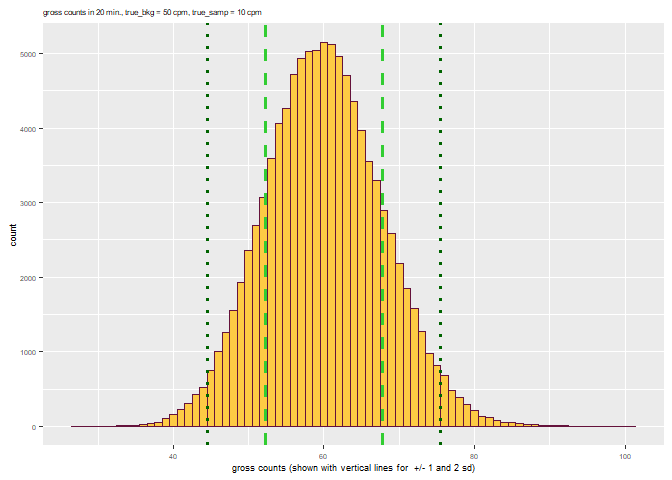 gross counts in 20 min., true_bkg = 50 cpm, true_samp = 10 cpm
5000
4000
3000
2000
1000
0
count
40 60 80 100
gross counts (shown with vertical lines for +/- 1 and 2 sd)